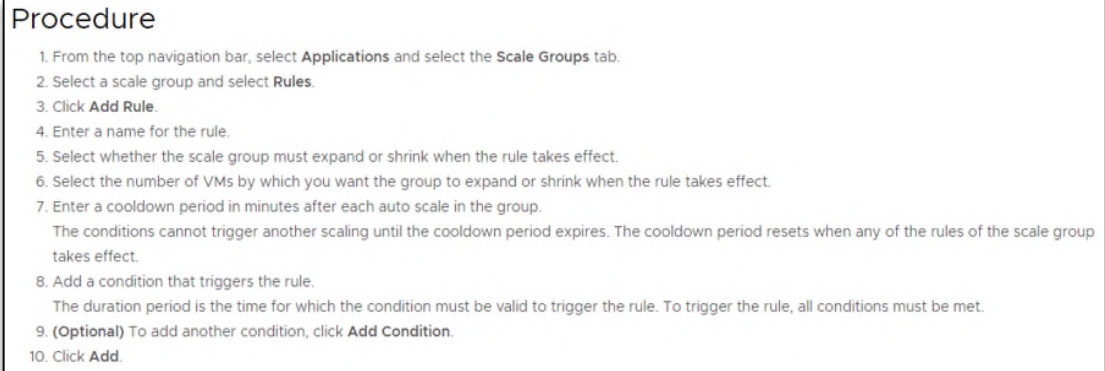 Procedure
1. From the top navigation bar, select Applications and select the Scale Groups tab.
2. Select a scale group and select Rules.
3. Click Add Rule.
4. Enter a name for the rule.
5. Select whether the scale group must expand or shrink when the rule takes effect.
6. Select the number of VMs by which you want the group to expand or shrink when the rule takes effect.
7. Enter a cooldown period in minutes after each auto scale in the group.
The conditions cannot trigger another scaling until the cooldown period expires. The cooldown period resets when any of the rules of the scale group
takes effect.
8. Add a condition that triggers the rule.
The duration period is the time for which the condition must be valid to trigger the rule. To trigger the rule, all conditions must be met.
9. (Optional) To add another condition, click Add Condition.
10. Click Add.